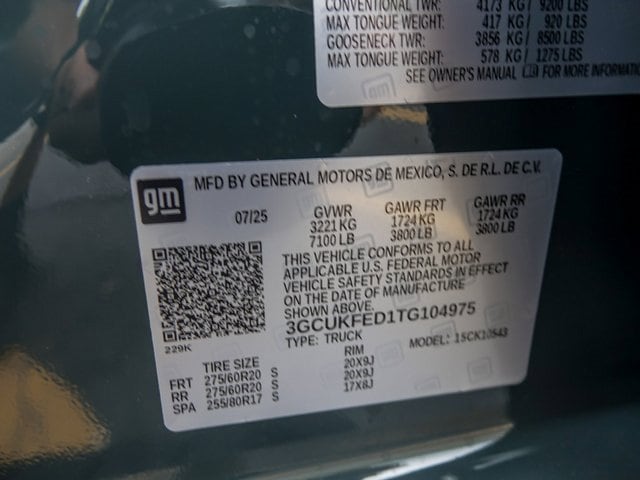 CONVENTIONAL TWR: 4173 KG/ 9200 LBS
MAX TONGUE WEIGHT: 417 KG/ 920 LBS
GOOSENECK TWR: 3856 KG/ 8500 LBS
MAX TONGUE WEIGHT: 578 KG/ 1275 LBS
SEE OWNER'S MANUAL FOR MORE INFORMATIO
gm MFD BY GENERAL MOTORS DE MEXICO, S. DE R.L. DE C.V.
07/25 GVWR GAWR FRT GAWR RR
3221 KG 1724 KG 1724 KG
7100 LB 3800 LB 3800 LB
THIS VEHICLE CONFORMS TO ALL
APPLICABLE U.S. FEDERAL MOTOR
VEHICLE SAFETY STANDARDS IN EFFECT
ON THE DATE OF MANUFACTURE
SHOWN ABOVE.
3GCUKFED1TG104975
229K TYPE: TRUCK MODEL: 1SCK10543
TIRE SIZE RIM
FRT 275/60R20 S 20X9J
RR 275/60R20 S 20X9J
SPA 255/80R17 S 17X8J